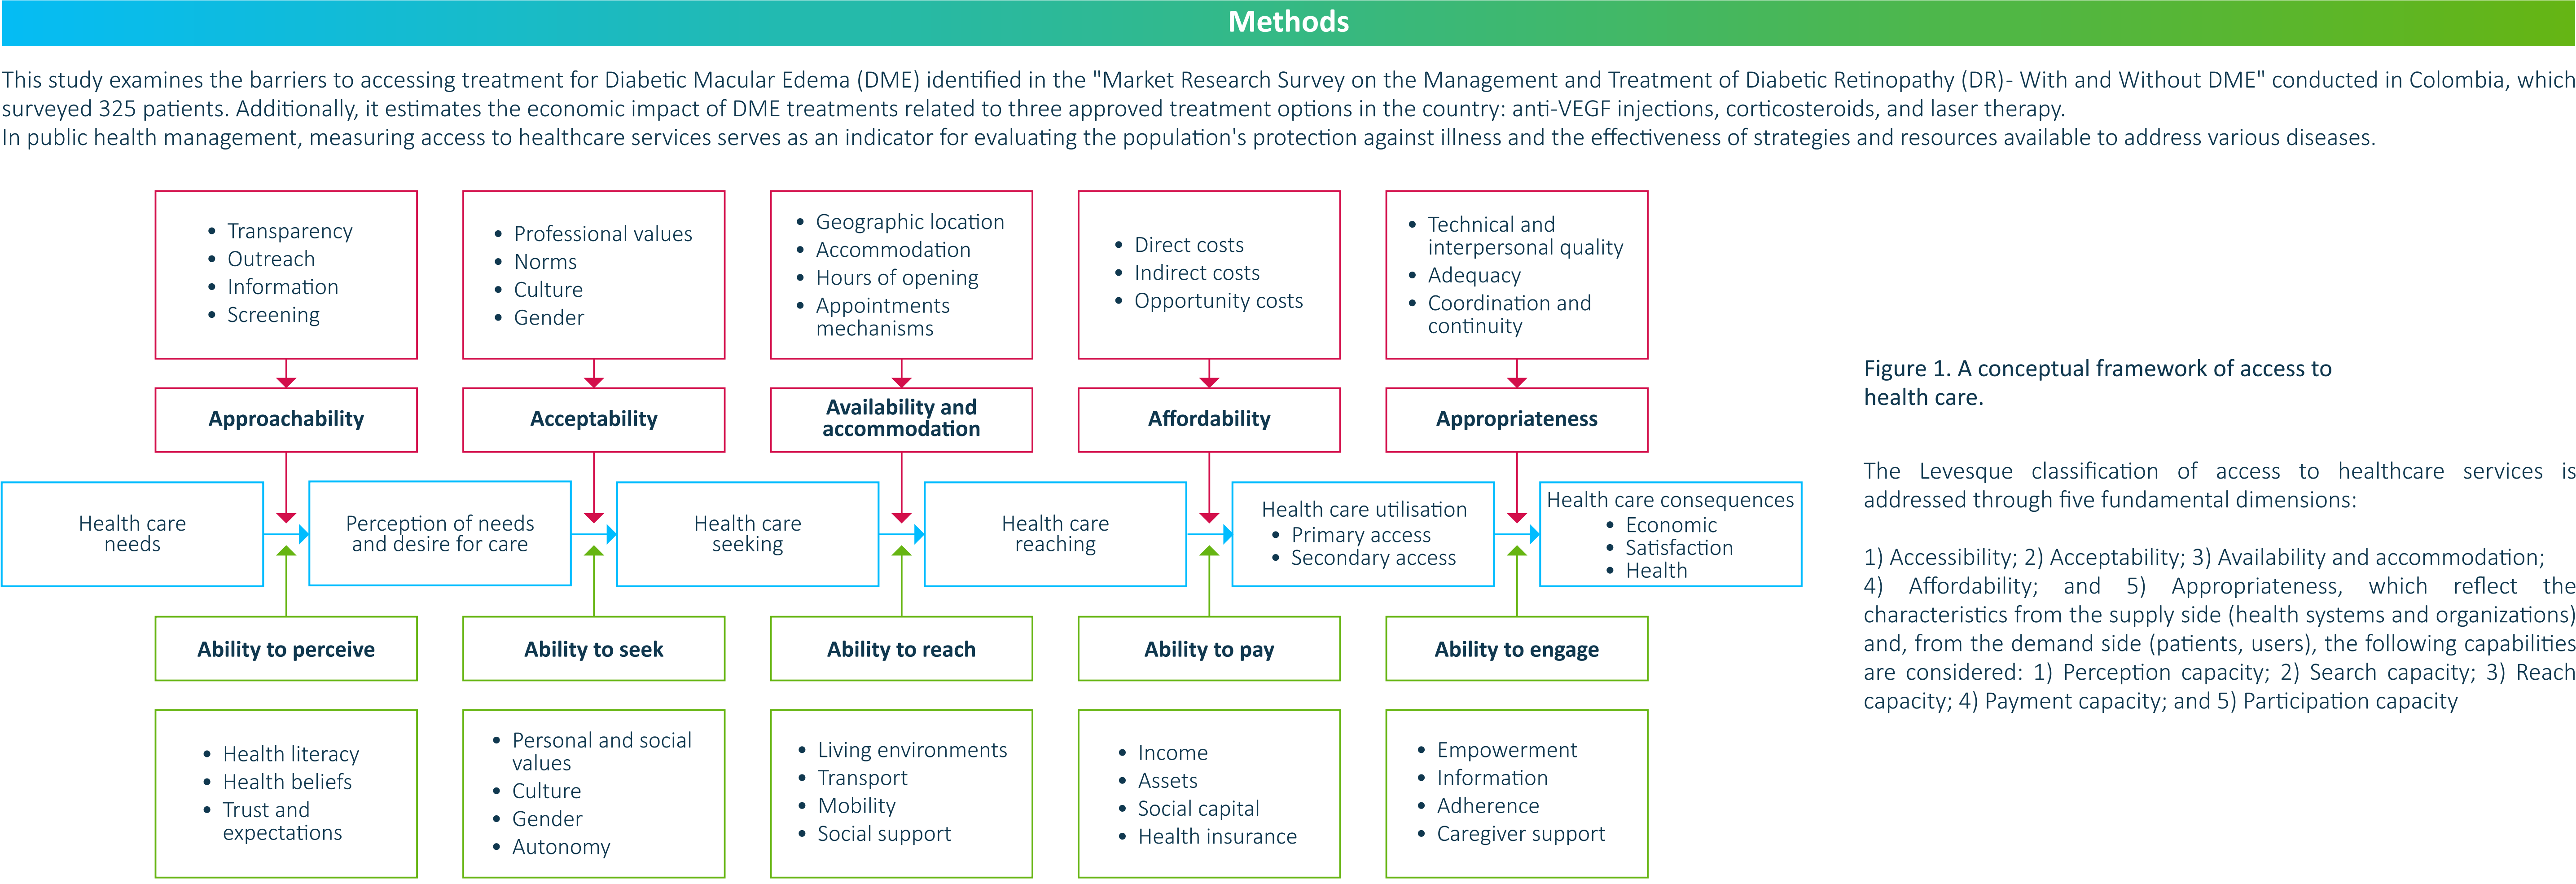 Methods
This study examines the barriers to accessing treatment for Diabetic Macular Edema (DME) identified in the "Market Research Survey on the Management and Treatment of Diabetic Retinopathy (DR)- With and Without DME" conducted in Colombia, which
surveyed 325 patients. Additionally, it estimates the economic impact of DME treatments related to three approved treatment options in the country: anti-VEGF injections, corticosteroids, and laser therapy.
In public health management, measuring access to healthcare services serves as an indicator for evaluating the population's protection against illness and the effectiveness of strategies and resources available to address various diseases.
• Transparency
• Outreach
• Information
• Screening
• Professional values
• Norms
• Culture
• Gender
• Geographic location
• Accommodation
• Hours of opening
• Appointments
mechanisms
• Direct costs
• Indirect costs
• Opportunity costs
• Technical and
interpersonal quality
• Adequacy
• Coordination and
continuity
Approachability
Acceptability
Availability and
accommodation
Affordability
Appropriateness
Health care
needs
Perception of needs
and desire for care
Health care
seeking
Health care
reaching
Health care utilisation
• Primary access
• Secondary access
Health care consequences
• Economic
• Satisfaction
• Health
Ability to perceive
Ability to seek
Ability to reach
Ability to pay
Ability to engage
• Health literacy
• Health beliefs
• Trust and
expectations
• Personal and social
values
• Culture
• Gender
• Autonomy
• Living environments
• Transport
• Mobility
• Social support
• Income
• Assets
• Social capital
• Health insurance
• Empowerment
• Information
• Adherence
• Caregiver support
Figure 1. A conceptual framework of access to
health care.
The Levesque classification of access to healthcare services is
addressed through five fundamental dimensions:
1) Accessibility; 2) Acceptability; 3) Availability and accommodation;
4) Affordability; and 5) Appropriateness, which reflect the
characteristics from the supply side (health systems and organizations)
and, from the demand side (patients, users), the following capabilities
are considered: 1) Perception capacity; 2) Search capacity; 3) Reach
capacity; 4) Payment capacity; and 5) Participation capacity